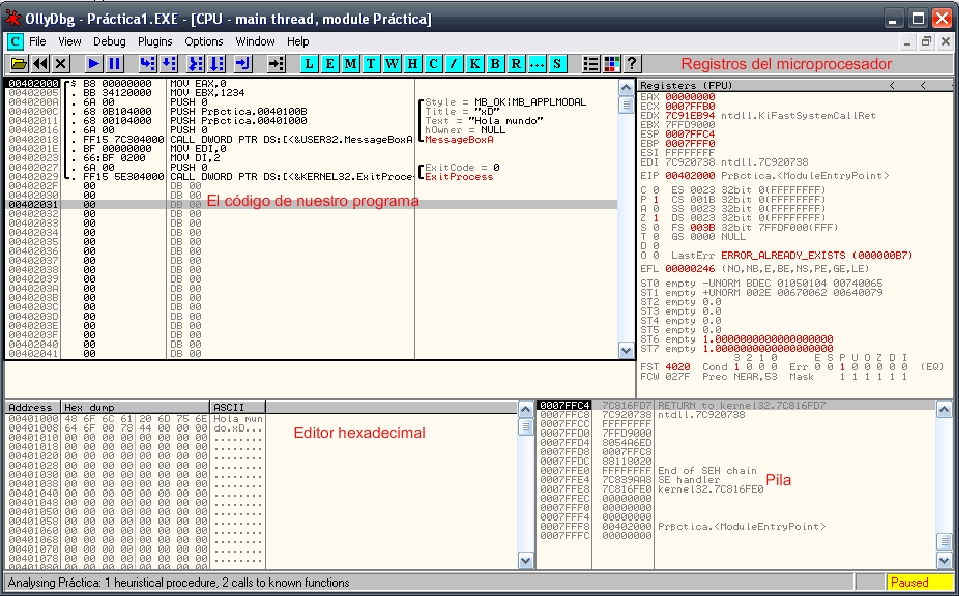 OllyDbg - Práctica1.EXE - [CPU - main thread, module Práctica]
File View Debug Plugins Options Window Help
L E M T W H C / K B R ... S
Registros del microprocesador
00402000 $ B8 00000000 MOV EAX,0
00402005 . BB 34120000 MOV EBX,1234
0040200A . 6A 00 PUSH 0 Style = MB_OK|MB_APPLMODAL
0040200C . 68 0B104000 PUSH Prßctica.0040100B Title = "xD"
00402011 . 68 00104000 PUSH Prßctica.00401000 Text = "Hola mundo"
00402016 . 6A 00 PUSH 0 hOwner = NULL
00402018 . FF15 7C304000 CALL DWORD PTR DS:[<&USER32.MessageBoxA MessageBoxA
0040201E . BF 00000000 MOV EDI,0
00402023 . 66:BF 0200 MOV DI,2
00402027 . 6A 00 PUSH 0 ExitCode = 0
00402029 . FF15 5E304000 CALL DWORD PTR DS:[<&KERNEL32.ExitProce ExitProcess
0040202F 00 DB 00
00402030 00 DB 00
00402031 00 DB 00
El código de nuestro programa
00402032 00 DB 00
00402033 00 DB 00
00402034 00 DB 00
00402035 00 DB 00
00402036 00 DB 00
00402037 00 DB 00
00402038 00 DB 00
00402039 00 DB 00
0040203A 00 DB 00
0040203B 00 DB 00
0040203C 00 DB 00
0040203D 00 DB 00
0040203E 00 DB 00
0040203F 00 DB 00
00402040 00 DB 00
00402041 00 DB 00
Registers (FPU) < <
EAX 00000000
ECX 0007FFB0
EDX 7C91EB94 ntdll.KiFastSystemCallRet
EBX 7FFD9000
ESP 0007FFC4
EBP 0007FFF0
ESI FFFFFFFF
EDI 7C920738 ntdll.7C920738
EIP 00402000 Prßctica.<ModuleEntryPoint>
C 0 ES 0023 32bit 0(FFFFFFFF)
P 1 CS 001B 32bit 0(FFFFFFFF)
A 0 SS 0023 32bit 0(FFFFFFFF)
Z 1 DS 0023 32bit 0(FFFFFFFF)
S 0 FS 003B 32bit 7FFDF000(FFF)
T 0 GS 0000 NULL
D 0
O 0 LastErr ERROR_ALREADY_EXISTS (000000B7)
EFL 00000246 (NO,NB,E,BE,NS,PE,GE,LE)
ST0 empty -UNORM BDEC 01050104 00740065
ST1 empty +UNORM 002E 00670062 00640079
ST2 empty 0.0
ST3 empty 0.0
ST4 empty 0.0
ST5 empty 0.0
ST6 empty 1.0000000000000000000
ST7 empty 1.0000000000000000000
3 2 1 0 E S P U O Z D I
FST 4020 Cond 1 0 0 0 Err 0 0 1 0 0 0 0 0 (EQ)
FCW 027F Prec NEAR,53 Mask 1 1 1 1 1 1
Address Hex dump ASCII
00401000 48 6F 6C 61 20 6D 75 6E Hola mun
00401008 64 6F 00 78 44 00 00 00 do.xD...
00401010 00 00 00 00 00 00 00 00 ........
00401018 00 00 00 00 00 00 00 00 ........
00401020 00 00 00 00 00 00 00 00 ........
00401028 00 00 00 00 00 00 00 00 ........
00401030 00 00 00 00 00 00 00 00 ........
00401038 00 00 00 00 00 00 00 00 ........
00401040 00 00 00 00 00 00 00 00 ........
00401048 00 00 00 00 00 00 00 00 ........
00401050 00 00 00 00 00 00 00 00 ........
00401058 00 00 00 00 00 00 00 00 ........
00401060 00 00 00 00 00 00 00 00 ........
00401068 00 00 00 00 00 00 00 00 ........
00401070 00 00 00 00 00 00 00 00 ........
00401078 00 00 00 00 00 00 00 00 ........
00401080 00 00 00 00 00 00 00 00 ........
Editor hexadecimal
0007FFC4 7C816FD7 RETURN to kernel32.7C816FD7
0007FFC8 7C920738 ntdll.7C920738
0007FFCC FFFFFFFF
0007FFD0 7FFD9000
0007FFD4 8054A6ED
0007FFD8 0007FFC8
0007FFDC 88118020
0007FFE0 FFFFFFFF End of SEH chain
0007FFE4 7C839AA8 SE handler
0007FFE8 7C816FE0 kernel32.7C816FE0
0007FFEC 00000000
0007FFF0 00000000
0007FFF4 00000000
0007FFF8 00402000 Prßctica.<ModuleEntryPoint>
0007FFFC 00000000
Pila
Analysing Práctica: 1 heuristical procedure, 2 calls to known functions
Paused